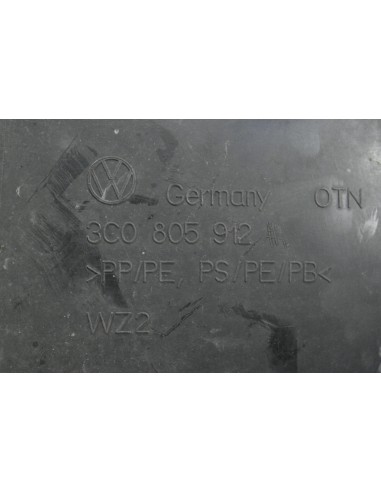 Germany OTN
3C0 805 912 A
>PP/PE, PS/PE/PB<
WZ2